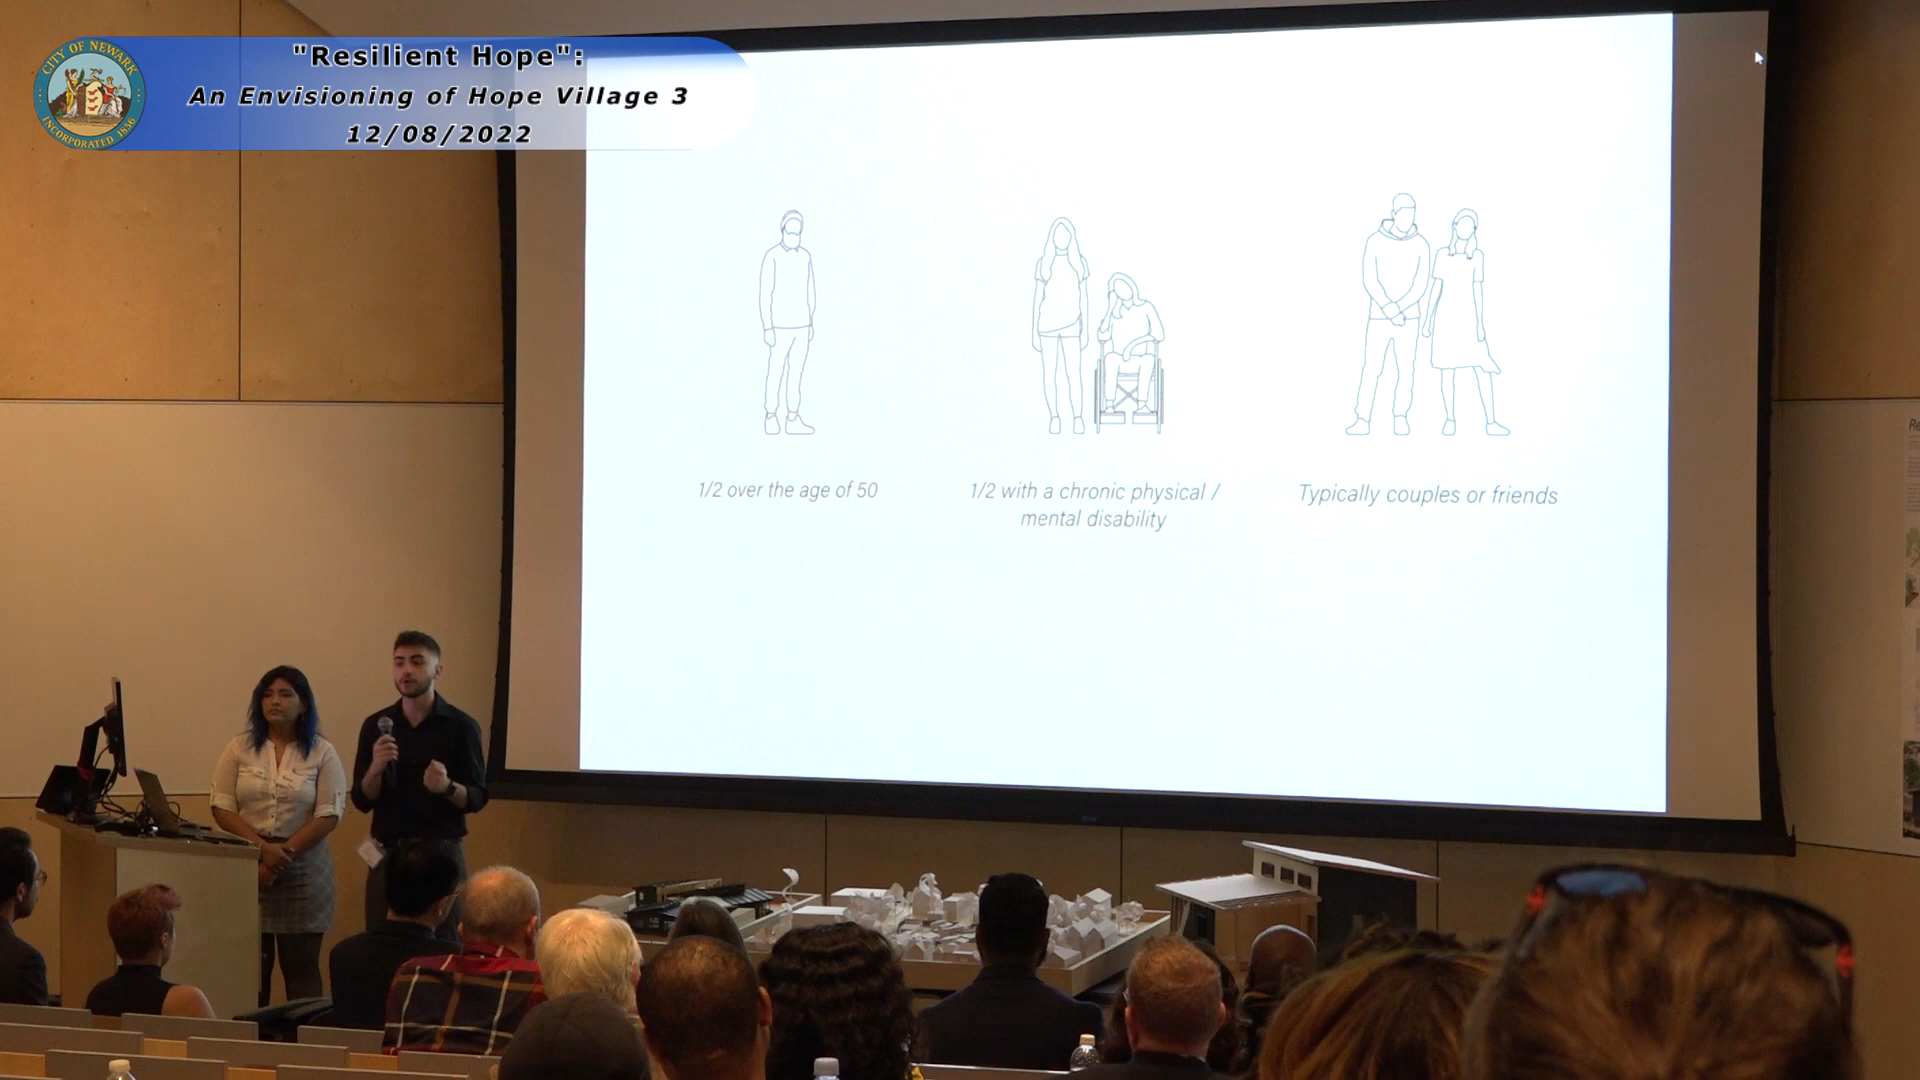 CITY OF NEWARK
INCORPORATED 1836
"Resilient Hope":
An Envisioning of Hope Village 3
12/08/2022
1/2 over the age of 50
1/2 with a chronic physical /
mental disability
Typically couples or friends